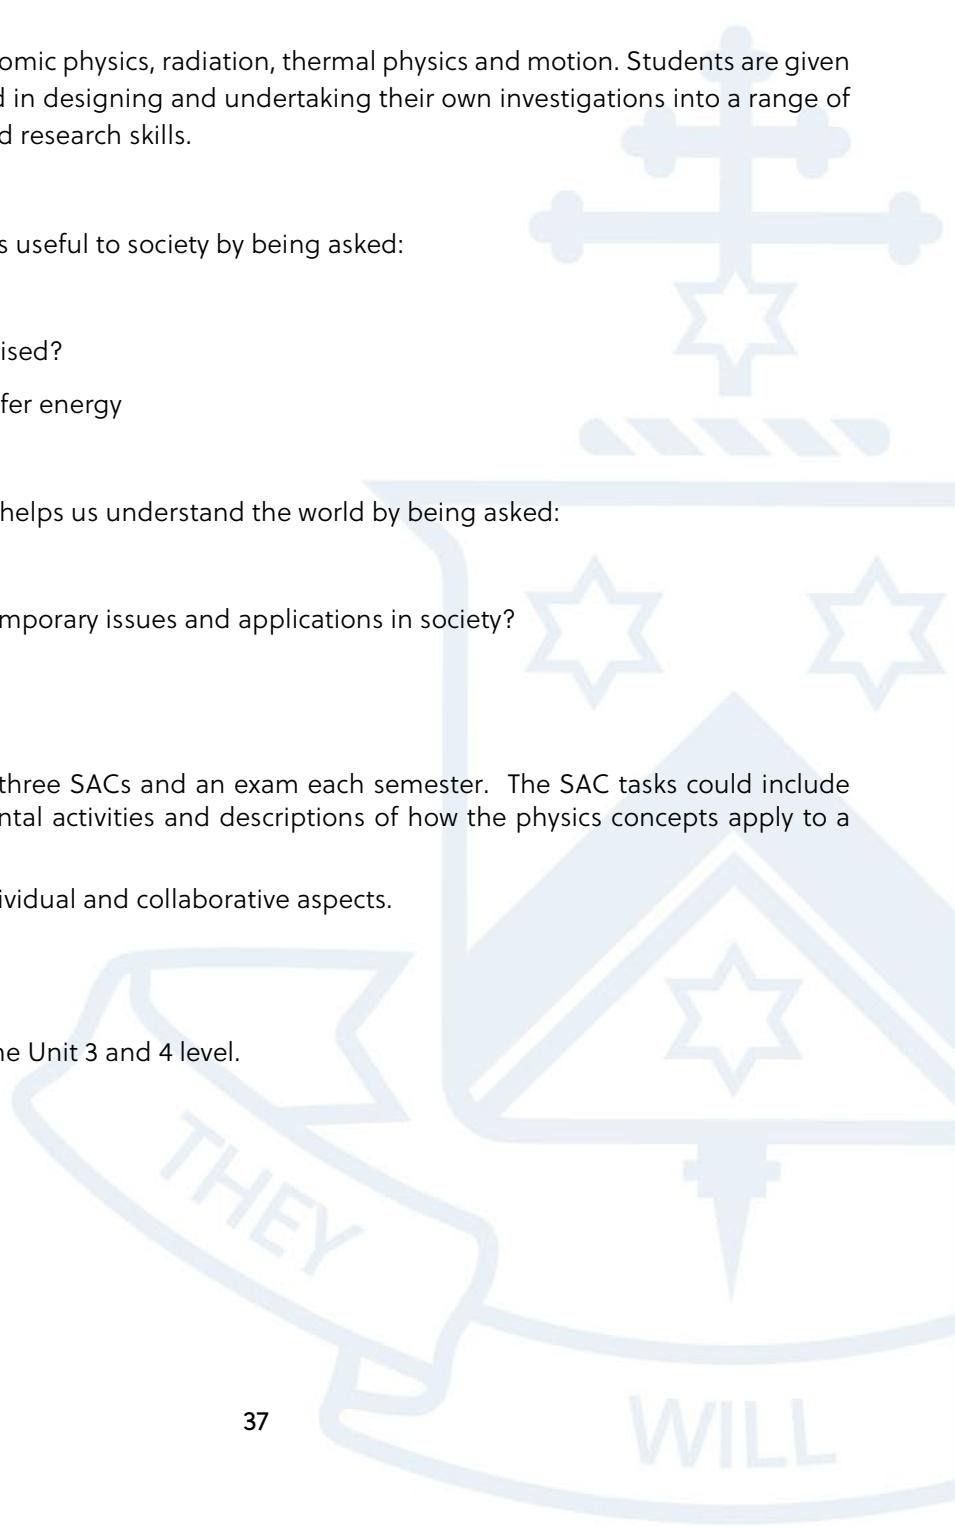 omic physics, radiation, thermal physics and motion. Students are given
d in designing and undertaking their own investigations into a range of
d research skills.
s useful to society by being asked:
ised?
fer energy
helps us understand the world by being asked:
mporary issues and applications in society?
three SACs and an exam each semester. The SAC tasks could include
ntal activities and descriptions of how the physics concepts apply to a
ividual and collaborative aspects.
ne Unit 3 and 4 level.
THEY
WILL
37